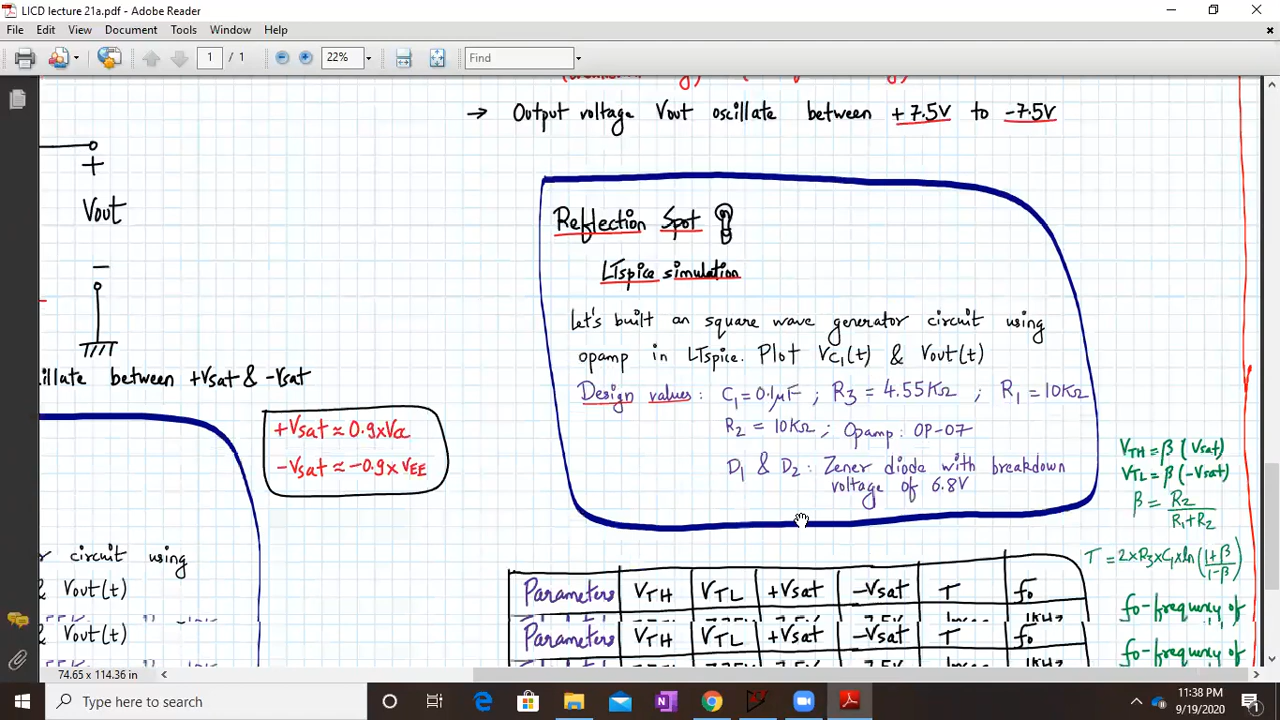 LICD lecture 21a.pdf - Adobe Reader
File Edit View Document Tools Window Help
1 / 1 22% Find
→ Output voltage Vout oscillate between +7.5V to -7.5V
+
Vout
−
Reflection Spot
LTspice simulation
Let's built an square wave generator circuit using
opamp in LTspice. Plot VC1(t) & Vout(t)
Design values: C1=0.1μF ; R3 = 4.55KΩ ; R1 = 10KΩ
R2 = 10KΩ ; Opamp: OP-07
D1 & D2: Zener diode with breakdown
voltage of 6.8V
between +Vsat & -Vsat
+Vsat ≈ 0.9xVCC
-Vsat ≈ -0.9x VEE
VTH = β (Vsat)
VTL = β (-Vsat)
β = R2
R1+R2
T = 2xR3xC1xln(1+β
1-β)
circuit using
& Vout(t)
& Vout(t)
Parameters VTH VTL +Vsat -Vsat T fo
Parameters VTH VTL +Vsat -Vsat T fo
fo-frequency of
fo-frequency of
74.65 x 114.36 in
Type here to search
11:38 PM
9/19/2020